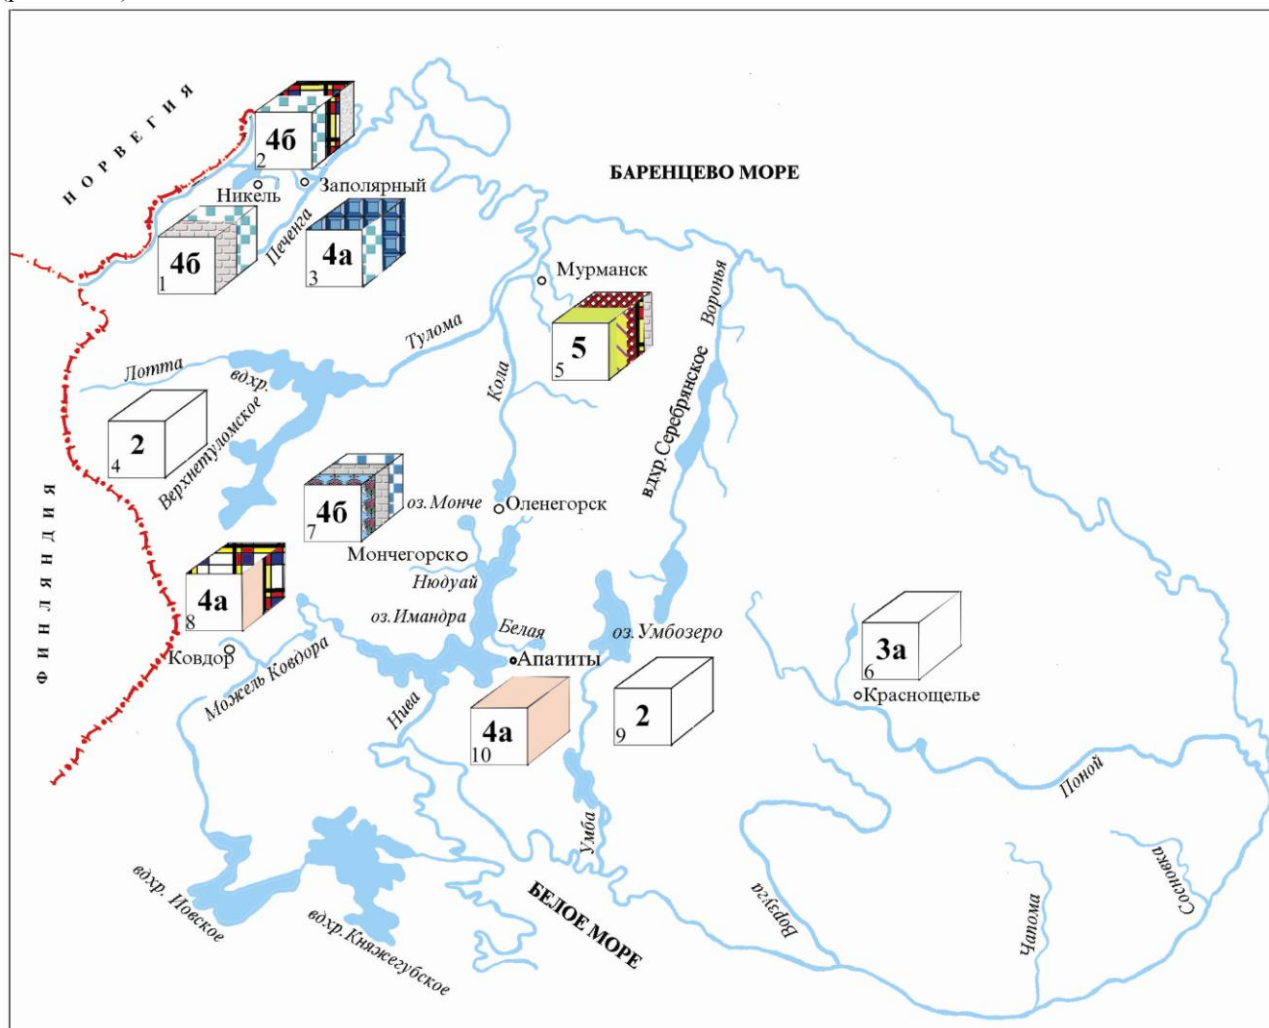 НОРВЕГИЯ
БАРЕНЦЕВО МОРЕ
4б
2
Никель
Заполярный
Печенга
4б
1
4а
3
Мурманск
5
5
Воронья
Тулома
Кола
вдхр.Серебрянское
Лотта
вдхр.
Верхнетуломское
2
4
ФИНЛЯНДИЯ
4б
7
оз.Монче
Оленегорск
Мончегорск
Нюдуай
4а
8
оз.Имандра
Белая
оз.Умбозеро
3а
6
Ковдор
Можель Ковдора
Апатиты
Краснощелье
Нива
4а
10
2
9
Поной
Умба
вдхр. Иовское
вдхр. Княжегубское
БЕЛОЕ МОРЕ
Ворзуга
Чапома
Сосновка